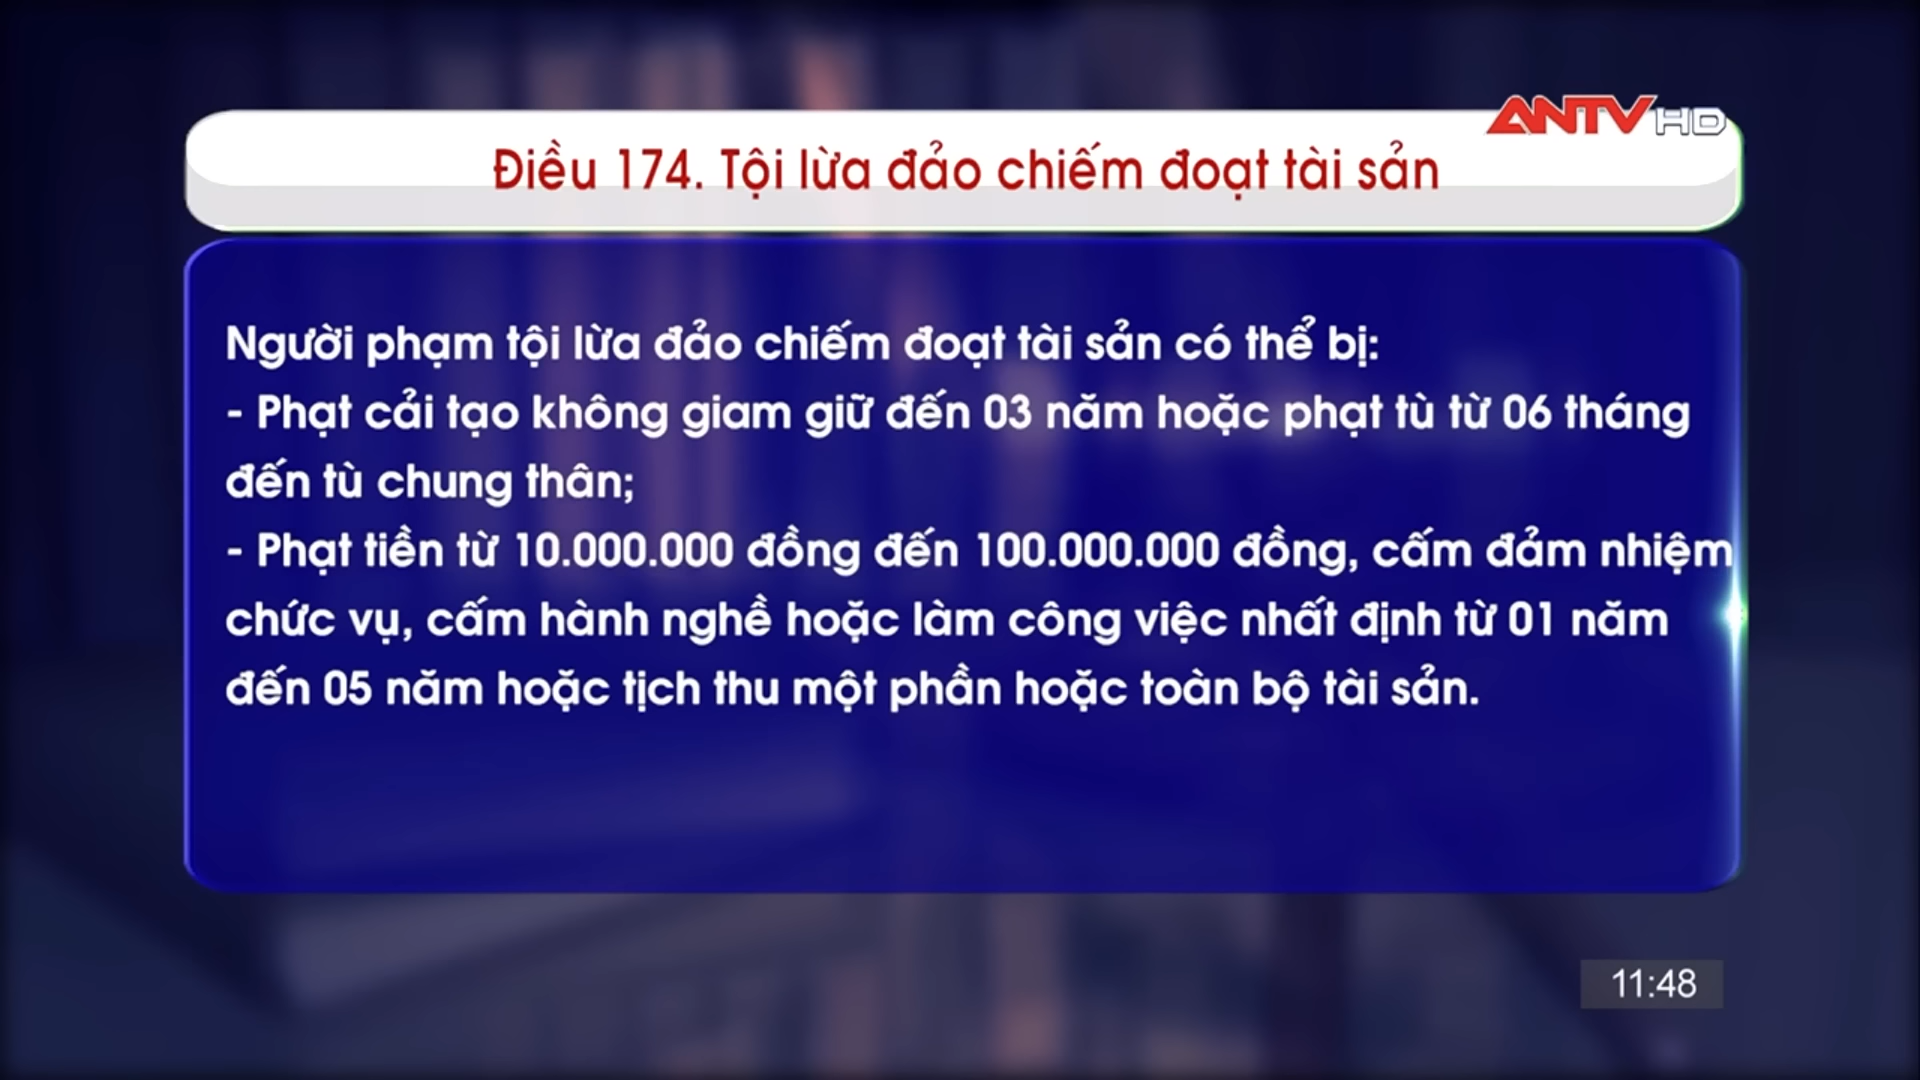 ANTV HD
Điều 174. Tội lừa đảo chiếm đoạt tài sản
Người phạm tội lừa đảo chiếm đoạt tài sản có thể bị:
- Phạt cải tạo không giam giữ đến 03 năm hoặc phạt tù từ 06 tháng
đến tù chung thân;
- Phạt tiền từ 10.000.000 đồng đến 100.000.000 đồng, cấm đảm nhiệm
chức vụ, cấm hành nghề hoặc làm công việc nhất định từ 01 năm
đến 05 năm hoặc tịch thu một phần hoặc toàn bộ tài sản.
11:48